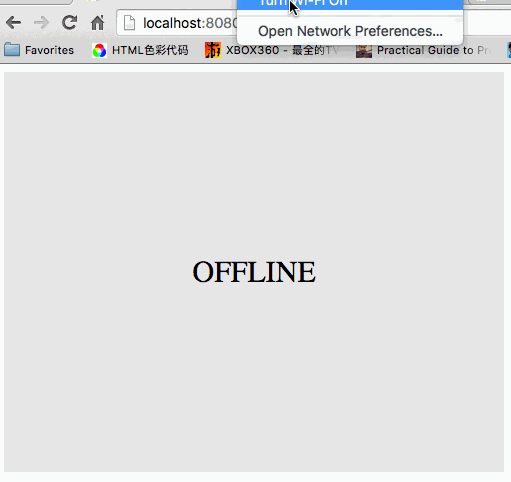 Turn Wi-Fi Off
localhost:8080
Open Network Preferences...
Favorites
HTML色彩代码
XBOX360 - 最全的TV
Practical Guide to Pr
OFFLINE